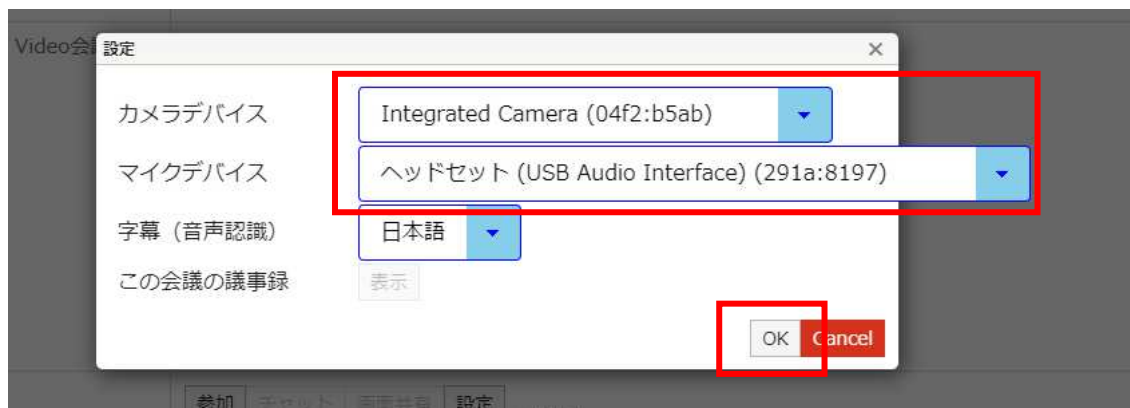 Video会
設定
カメラデバイス
Integrated Camera (04f2:b5ab)
マイクデバイス
ヘッドセット (USB Audio Interface) (291a:8197)
字幕（音声認識）
日本語
この会議の議事録
表示
OK Cancel
参加 チャット 画面共有 設定